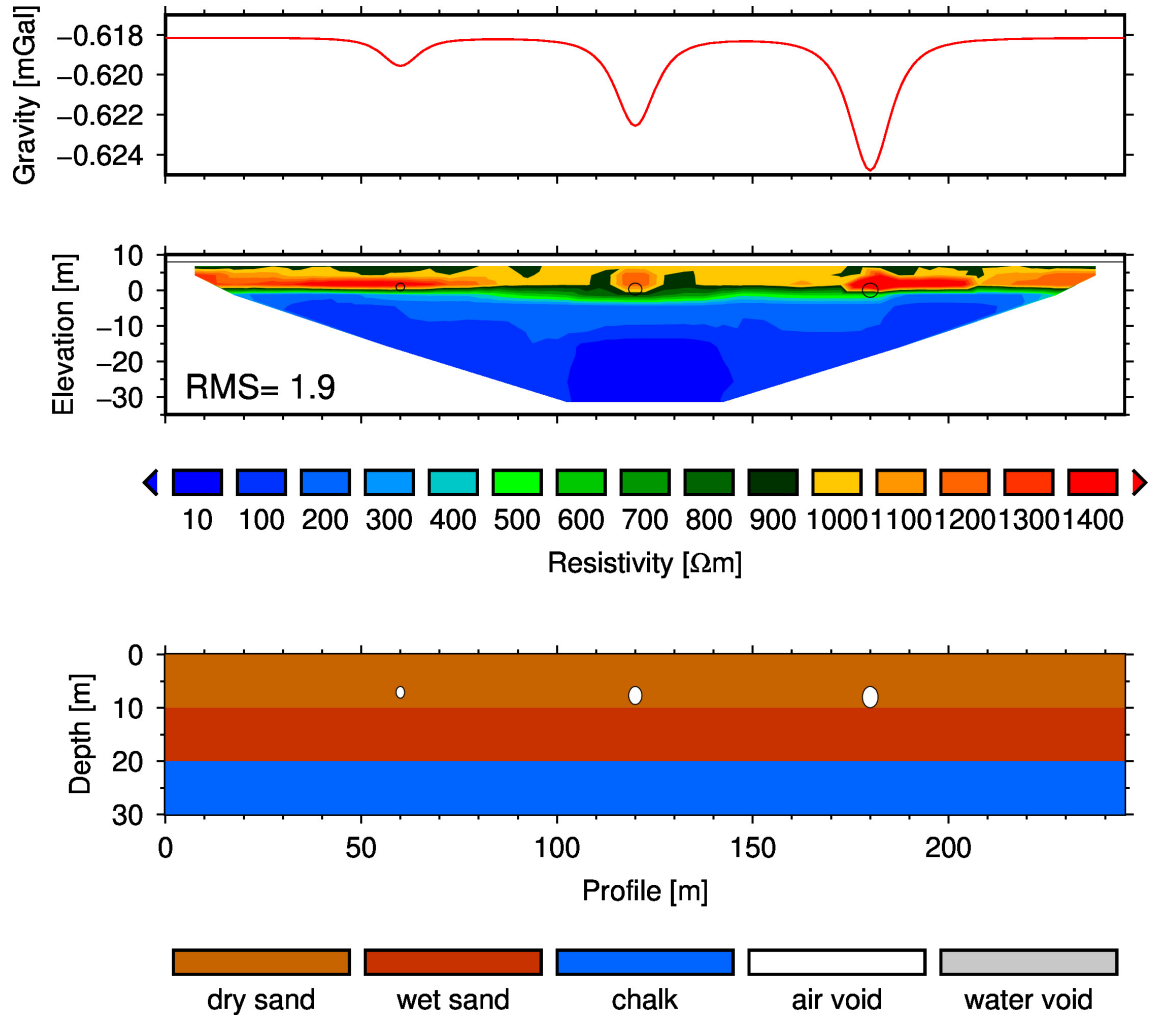 Gravity [mGal]
−0.618
−0.620
−0.622
−0.624
Elevation [m]
10
0
−10
−20
−30
RMS= 1.9
10 100 200 300 400 500 600 700 800 900 1000 1100 1200 1300 1400
Resistivity [Ωm]
Depth [m]
0
10
20
30
0 50 100 150 200
Profile [m]
dry sand wet sand chalk air void water void